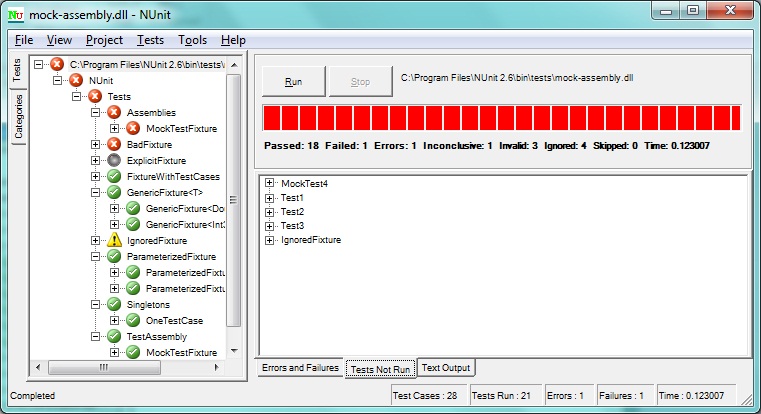 NU mock-assembly.dll - NUnit
File View Project Tests Tools Help
Tests
Categories
C:\Program Files\NUnit 2.6\bin\tests\
NUnit
Tests
Assemblies
MockTestFixture
BadFixture
ExplicitFixture
FixtureWithTestCases
GenericFixture<T>
GenericFixture<Do
GenericFixture<Int
IgnoredFixture
ParameterizedFixture
ParameterizedFixtu
ParameterizedFixtu
Singletons
OneTestCase
TestAssembly
MockTestFixture
Run Stop C:\Program Files\NUnit 2.6\bin\tests\mock-assembly.dll
Passed: 18 Failed: 1 Errors: 1 Inconclusive: 1 Invalid: 3 Ignored: 4 Skipped: 0 Time: 0.123007
MockTest4
Test1
Test2
Test3
IgnoredFixture
Errors and Failures Tests Not Run Text Output
Completed Test Cases : 28 Tests Run : 21 Errors : 1 Failures : 1 Time : 0.123007